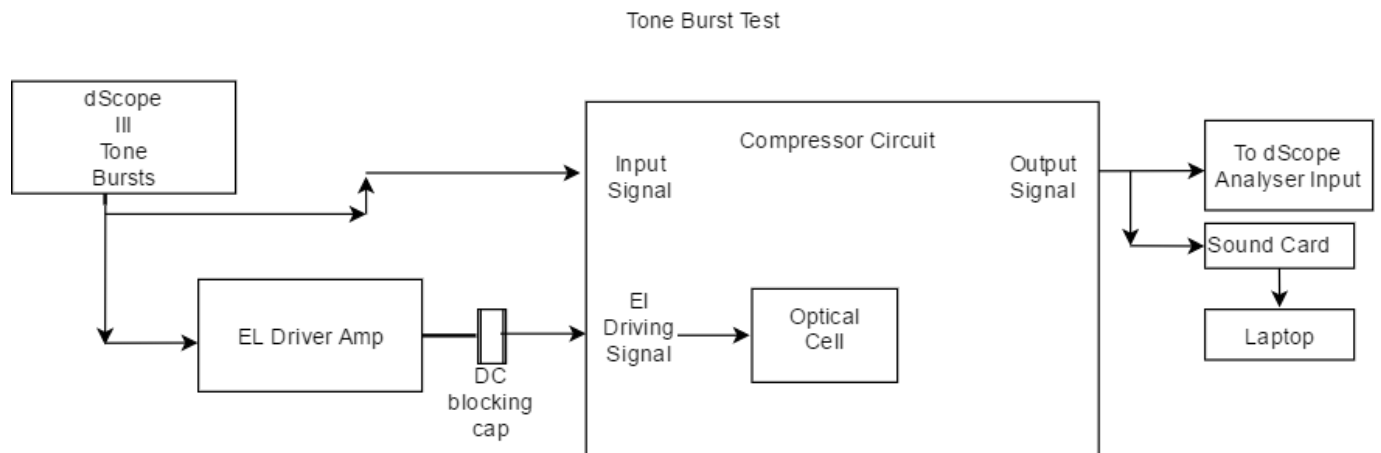 Tone Burst Test
dScope
III
Tone
Bursts
Input
Signal
Compressor Circuit
Output
Signal
To dScope
Analyser Input
Sound Card
Laptop
EL Driver Amp
DC
blocking
cap
El
Driving
Signal
Optical
Cell